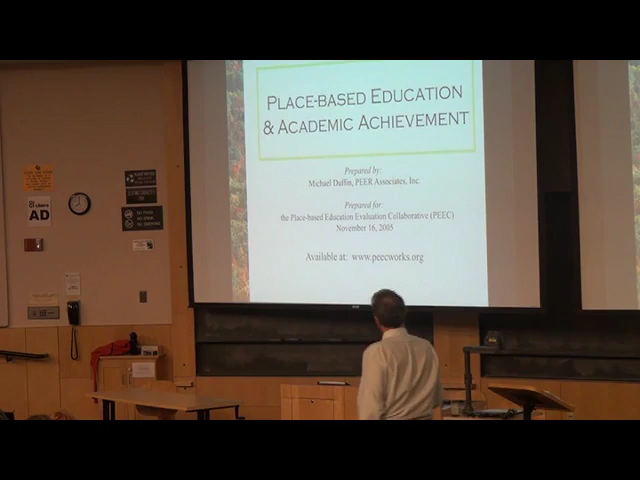 PLACE-BASED EDUCATION
& ACADEMIC ACHIEVEMENT
Prepared by:
Michael Duffin, PEER Associates, Inc.
Prepared for:
the Place-based Education Evaluation Collaborative (PEEC)
November 16, 2005
Available at: www.peecworks.org
AD